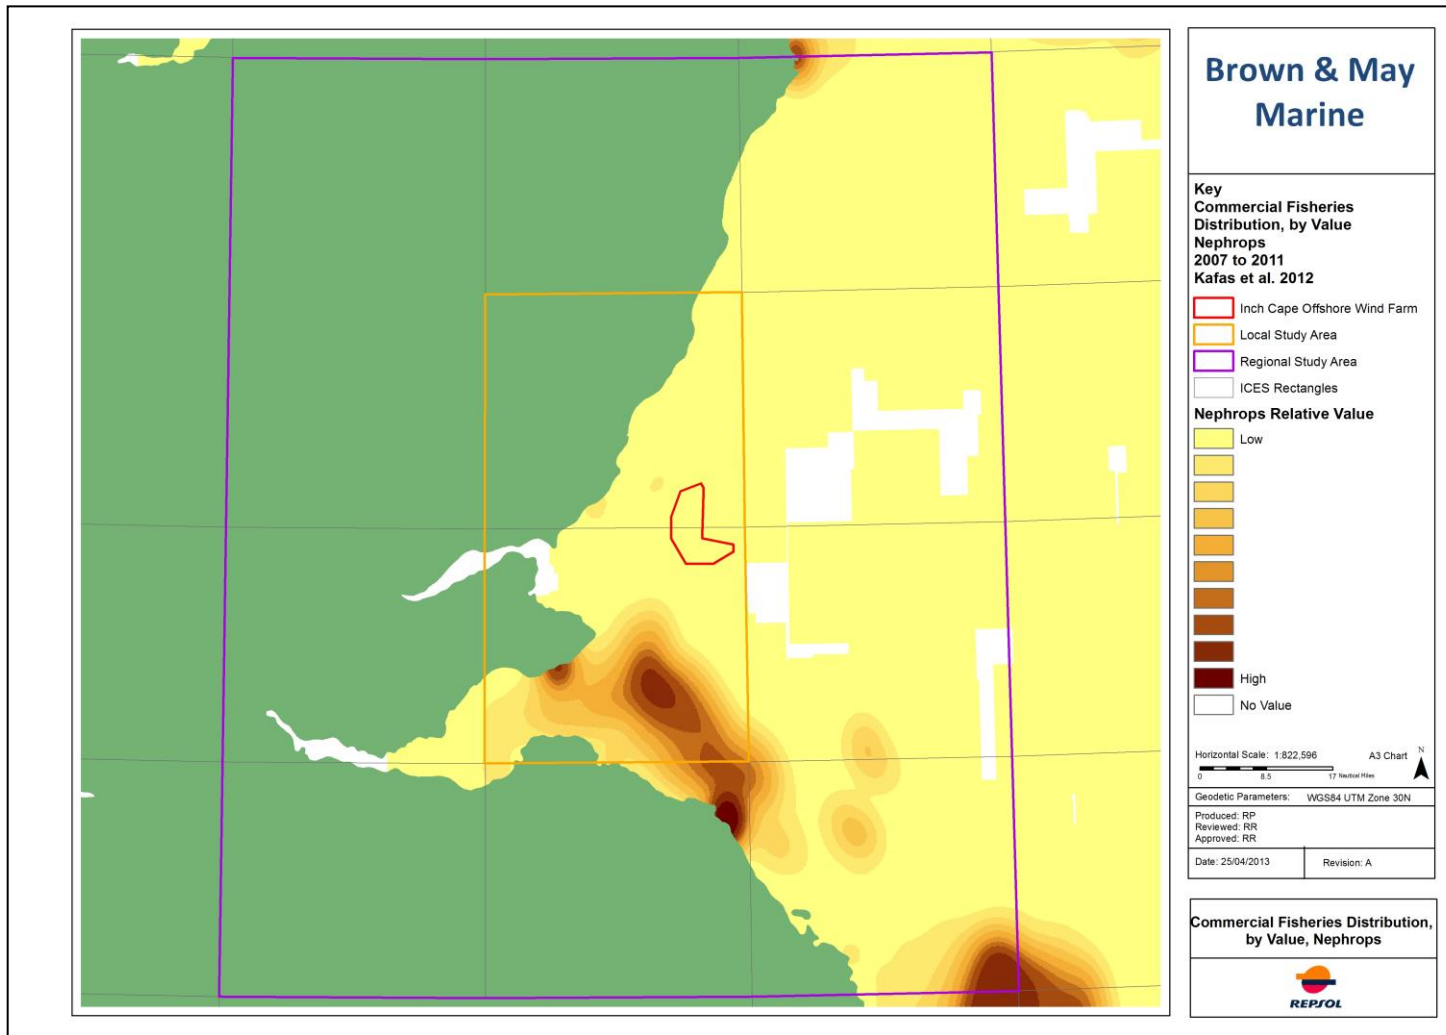 Brown & May
Marine
Key
Commercial Fisheries
Distribution, by Value
Nephrops
2007 to 2011
Kafas et al. 2012
Inch Cape Offshore Wind Farm
Local Study Area
Regional Study Area
ICES Rectangles
Nephrops Relative Value
Low
High
No Value
Horizontal Scale: 1:822,596 A3 Chart N
0 8.5 17 Nautical Miles
Geodetic Parameters: WGS84 UTM Zone 30N
Produced: RP
Reviewed: RR
Approved: RR
Date: 25/04/2013 Revision: A
Commercial Fisheries Distribution,
by Value, Nephrops
REPSOL